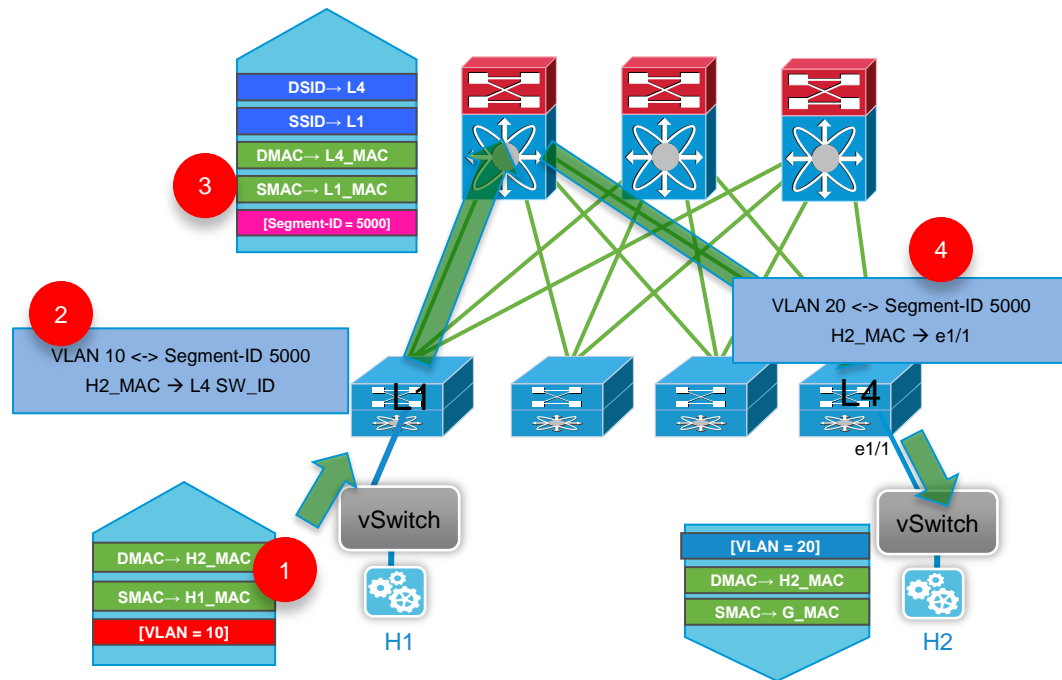 DSID→ L4
SSID→ L1
DMAC→ L4_MAC
SMAC→ L1_MAC
[Segment-ID = 5000]
3
4
VLAN 20 <-> Segment-ID 5000
H2_MAC → e1/1
2
VLAN 10 <-> Segment-ID 5000
H2_MAC → L4 SW_ID
L1
L4
e1/1
vSwitch
vSwitch
1
DMAC→ H2_MAC
SMAC→ H1_MAC
[VLAN = 10]
H1
[VLAN = 20]
DMAC→ H2_MAC
SMAC→ G_MAC
H2